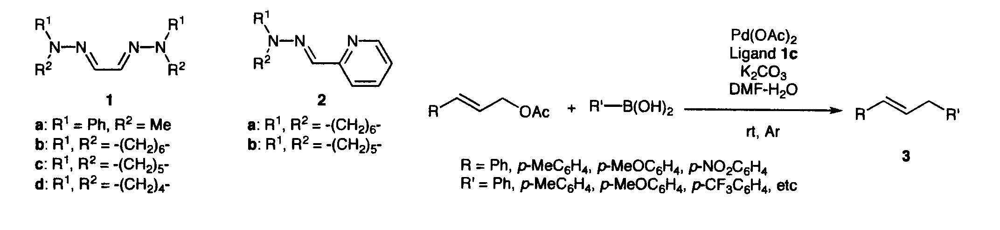 R¹ R¹
N–N N–N
R² R²
1
a: R¹ = Ph, R² = Me
b: R¹, R² = -(CH₂)₆-
c: R¹, R² = -(CH₂)₅-
d: R¹, R² = -(CH₂)₄-
R¹
N–N N
R²
2
a: R¹, R² = -(CH₂)₆-
b: R¹, R² = -(CH₂)₅-
R OAc + R'–B(OH)₂
Pd(OAc)₂
Ligand 1c
K₂CO₃
DMF-H₂O
rt, Ar
R R'
3
R = Ph, p-MeC₆H₄, p-MeOC₆H₄, p-NO₂C₆H₄
R' = Ph, p-MeC₆H₄, p-MeOC₆H₄, p-CF₃C₆H₄, etc